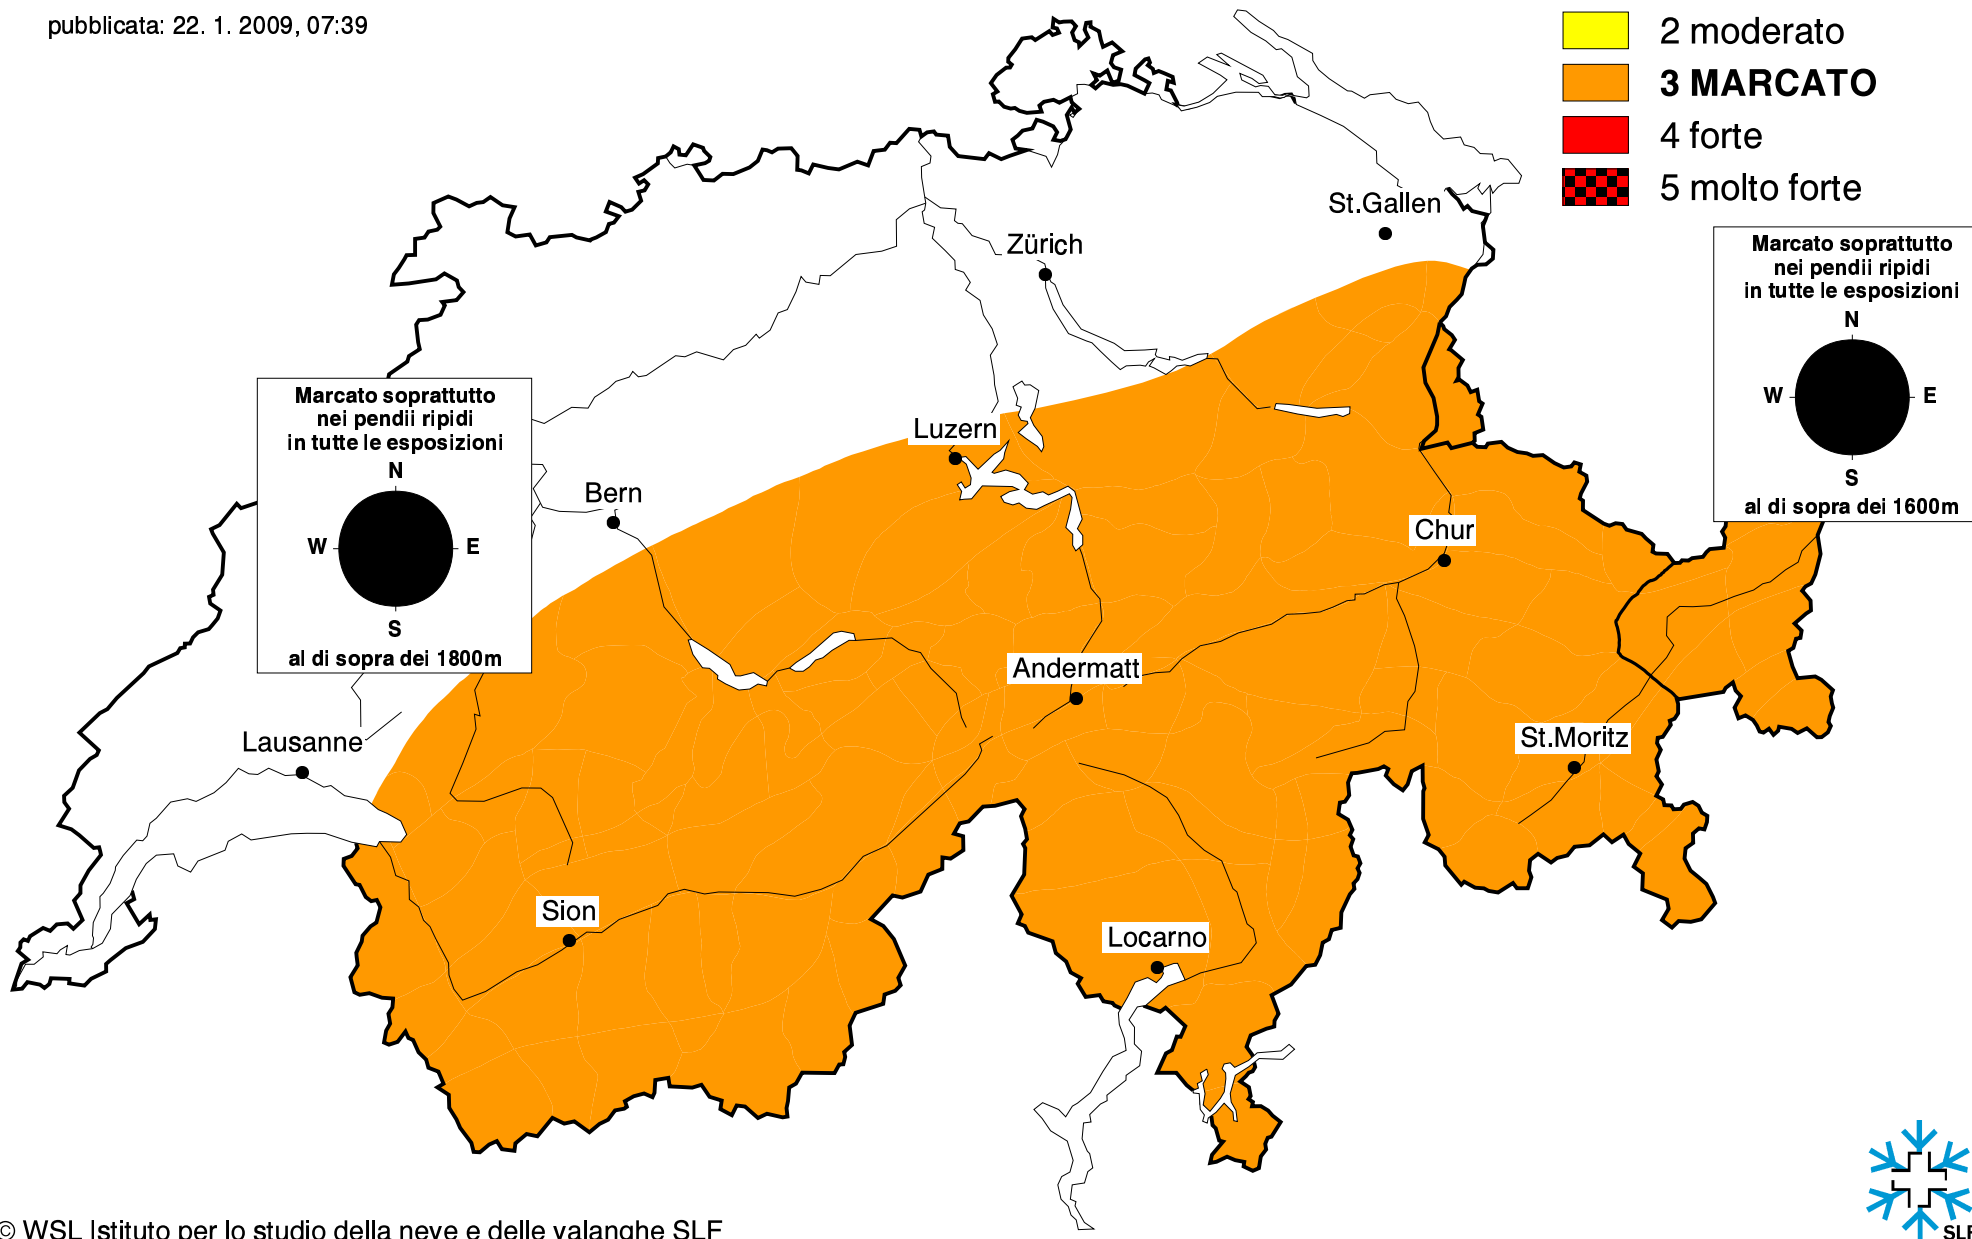 pubblicata: 22. 1. 2009, 07:39
2 moderato
3 MARCATO
4 forte
5 molto forte
St.Gallen
Zürich
Marcato soprattutto
nei pendii ripidi
in tutte le esposizioni
N
W E
S
al di sopra dei 1600m
Marcato soprattutto
nei pendii ripidi
in tutte le esposizioni
N
W E
S
al di sopra dei 1800m
Luzern
Bern
Chur
Andermatt
Lausanne
St.Moritz
Sion
Locarno
© WSL Istituto per lo studio della neve e delle valanghe SLF
SLF